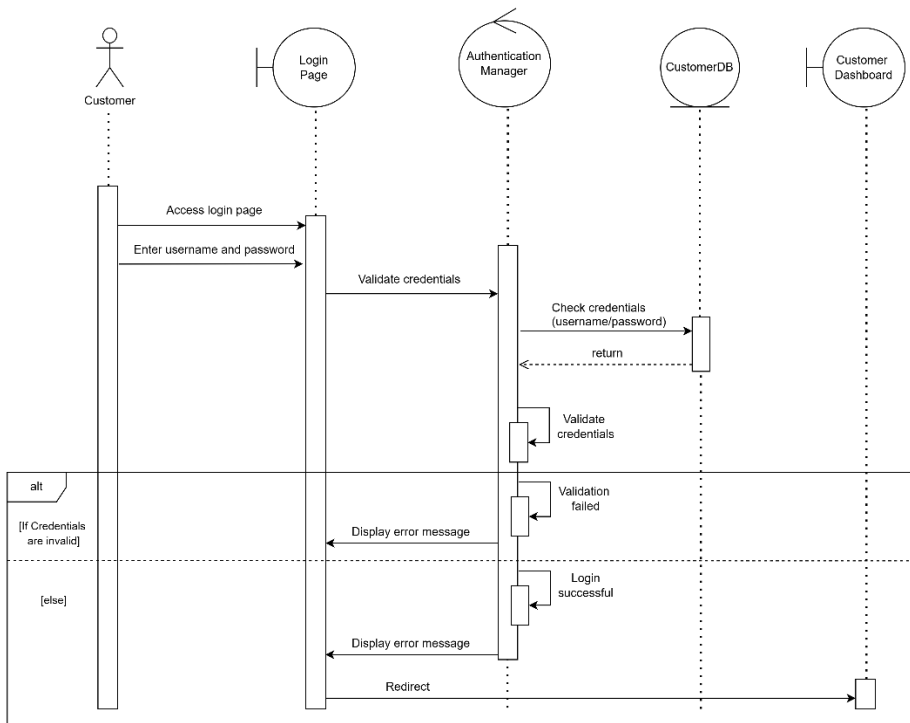 Customer
Login
Page
Authentication
Manager
CustomerDB
Customer
Dashboard
Access login page
Enter username and password
Validate credentials
Check credentials
(username/password)
return
Validate
credentials
alt
[If Credentials
are invalid]
Validation
failed
Display error message
[else]
Login
successful
Display error message
Redirect